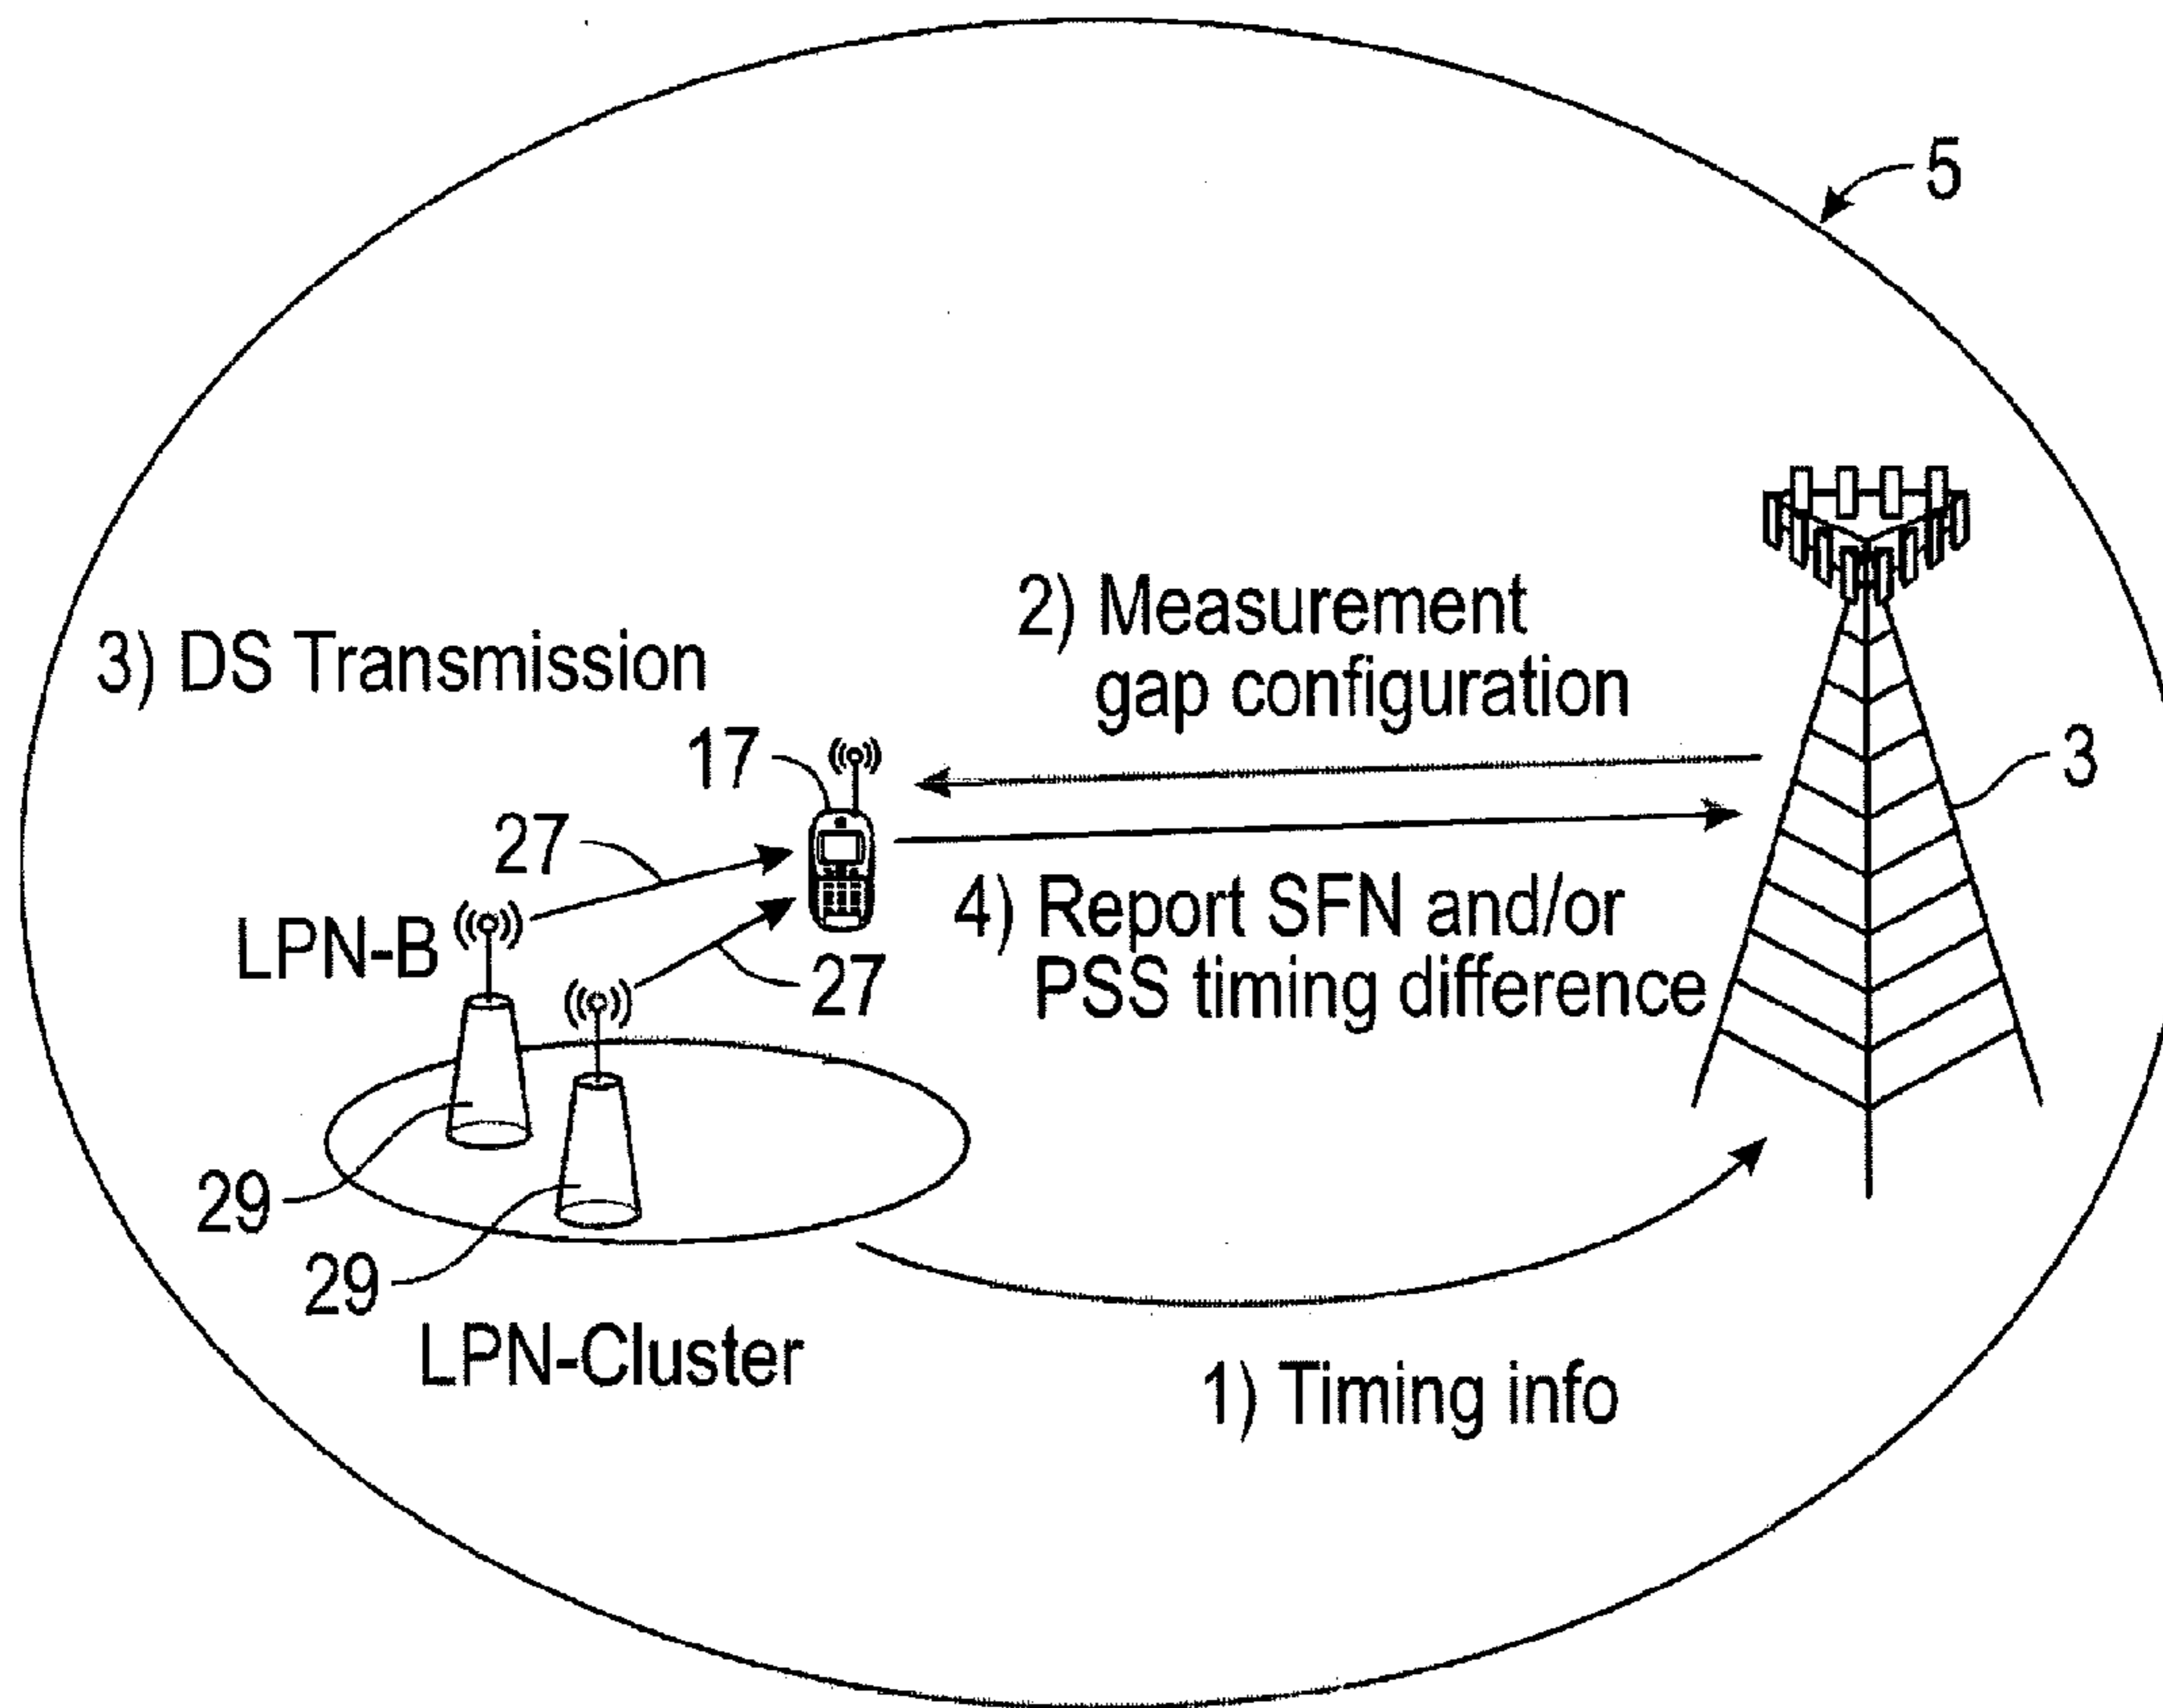 5
2) Measurement
gap configuration
3) DS Transmission
17
3
27
4) Report SFN and/or
PSS timing difference
LPN-B
27
29
29
LPN-Cluster
1) Timing info